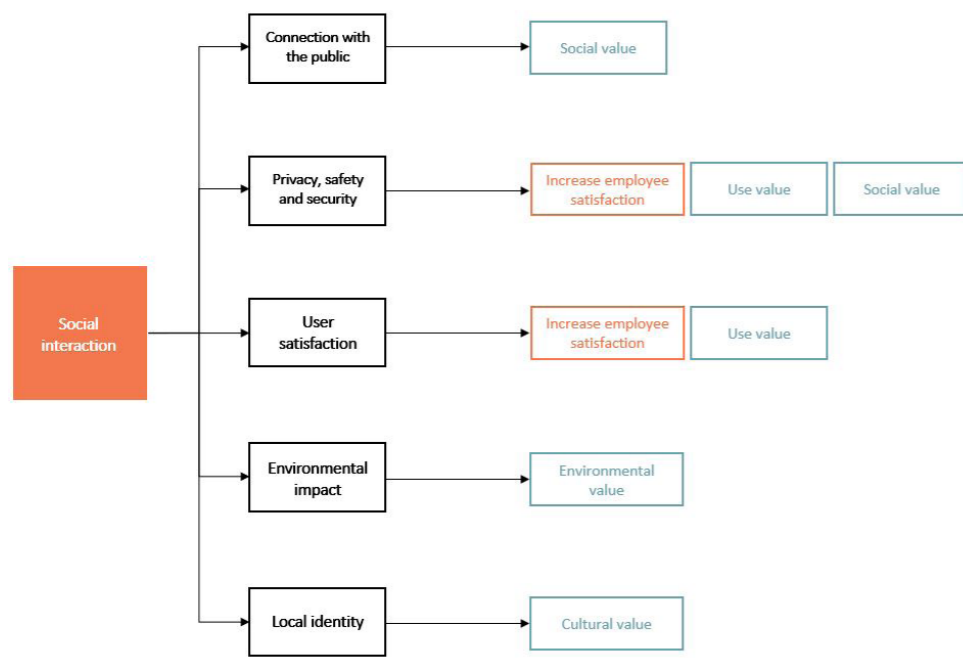 Connection with
the public
Social value
Privacy, safety
and security
Increase employee
satisfaction
Use value
Social value
Social
interaction
User
satisfaction
Increase employee
satisfaction
Use value
Environmental
impact
Environmental
value
Local identity
Cultural value